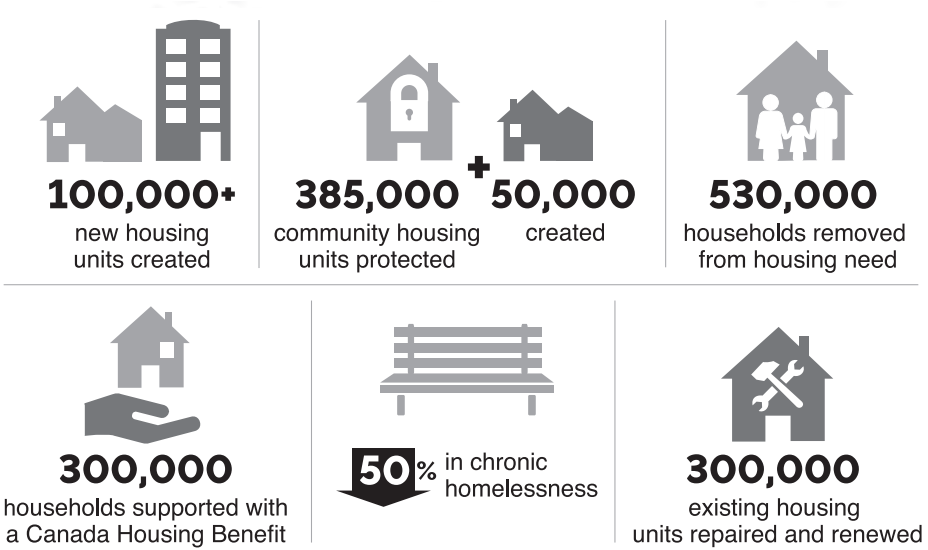 100,000+
new housing
units created
385,000
community housing
units protected
+
50,000
created
530,000
households removed
from housing need
300,000
households supported with
a Canada Housing Benefit
50% in chronic
homelessness
300,000
existing housing
units repaired and renewed